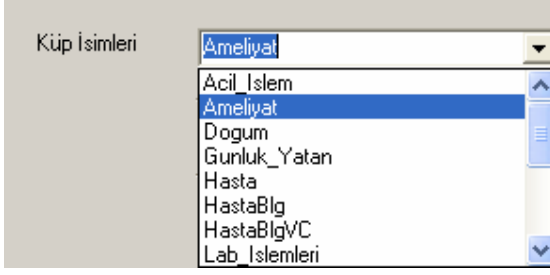 Küp İsimleri
Ameliyat
Acil_Islem
Ameliyat
Dogum
Gunluk_Yatan
Hasta
HastaBlg
HastaBlgVC
Lab_Islemleri